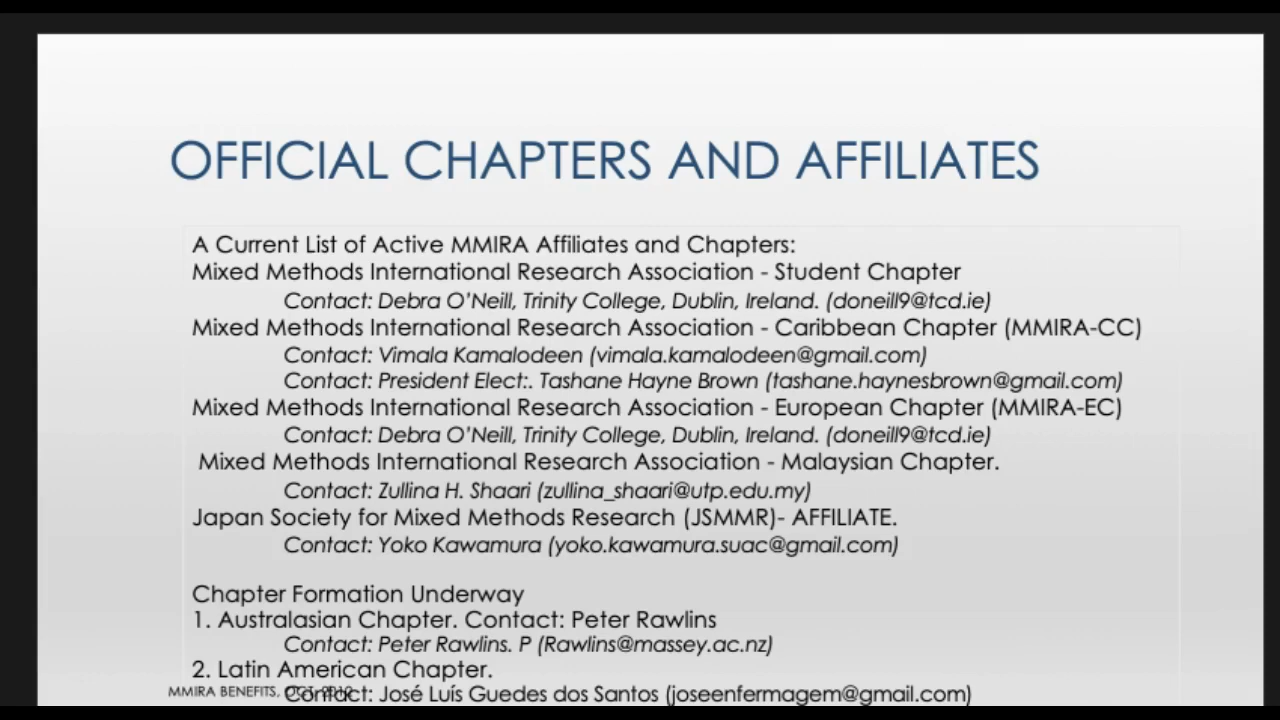 OFFICIAL CHAPTERS AND AFFILIATES
A Current List of Active MMIRA Affiliates and Chapters:
Mixed Methods International Research Association - Student Chapter
Contact: Debra O'Neill, Trinity College, Dublin, Ireland. (doneill9@tcd.ie)
Mixed Methods International Research Association - Caribbean Chapter (MMIRA-CC)
Contact: Vimala Kamalodeen (vimala.kamalodeen@gmail.com)
Contact: President Elect:. Tashane Hayne Brown (tashane.haynesbrown@gmail.com)
Mixed Methods International Research Association - European Chapter (MMIRA-EC)
Contact: Debra O'Neill, Trinity College, Dublin, Ireland. (doneill9@tcd.ie)
Mixed Methods International Research Association - Malaysian Chapter.
Contact: Zullina H. Shaari (zullina_shaari@utp.edu.my)
Japan Society for Mixed Methods Research (JSMMR)- AFFILIATE.
Contact: Yoko Kawamura (yoko.kawamura.suac@gmail.com)
Chapter Formation Underway
1. Australasian Chapter. Contact: Peter Rawlins
Contact: Peter Rawlins. P (Rawlins@massey.ac.nz)
2. Latin American Chapter.
Contact: José Luís Guedes dos Santos (joseenfermagem@gmail.com)
MMIRA BENEFITS,